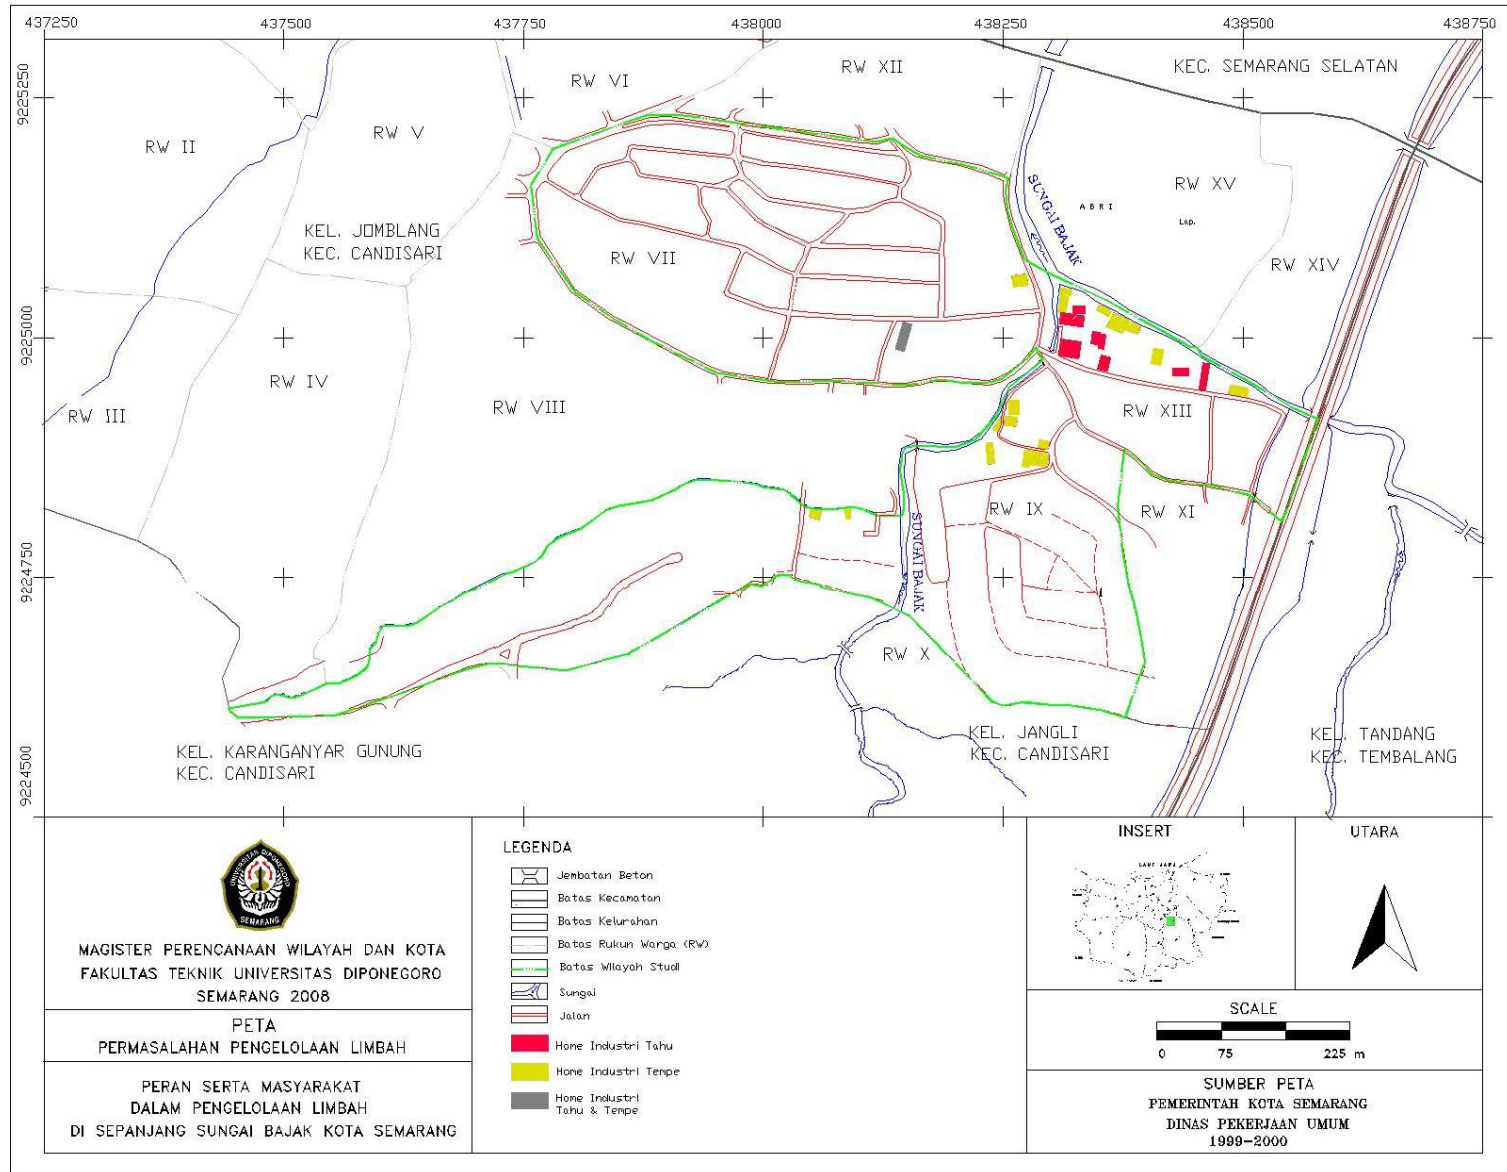 437250 437500 437750 438000 438250 438500 438750
9225250
9225000
9224750
9224500
RW VI
RW XII
KEC. SEMARANG SELATAN
RW II
RW V
RW XV
ABRI
Lap.
SUNGAI BAJAK
KEL. JOMBLANG
KEC. CANDISARI
RW VII
RW XIV
RW IV
RW III
RW VIII
RW XIII
RW IX
RW XI
SUNGAI BAJAK
RW X
KEL. KARANGANYAR GUNUNG
KEC. CANDISARI
KEL. JANGLI
KEC. CANDISARI
KEL. TANDANG
KEC. TEMBALANG
UNIVERSITAS DIPONEGORO
SEMARANG
MAGISTER PERENCANAAN WILAYAH DAN KOTA
FAKULTAS TEKNIK UNIVERSITAS DIPONEGORO
SEMARANG 2008
PETA
PERMASALAHAN PENGELOLAAN LIMBAH
PERAN SERTA MASYARAKAT
DALAM PENGELOLAAN LIMBAH
DI SEPANJANG SUNGAI BAJAK KOTA SEMARANG
LEGENDA
Jembatan Beton
Batas Kecamatan
Batas Kelurahan
Batas Rukun Warga (RW)
Batas Wilayah Studi
Sungai
Jalan
Home Industri Tahu
Home Industri Tempe
Home Industri
Tahu & Tempe
INSERT
LAUT JAWA
UTARA
SCALE
0 75 225 m
SUMBER PETA
PEMERINTAH KOTA SEMARANG
DINAS PEKERJAAN UMUM
1999-2000